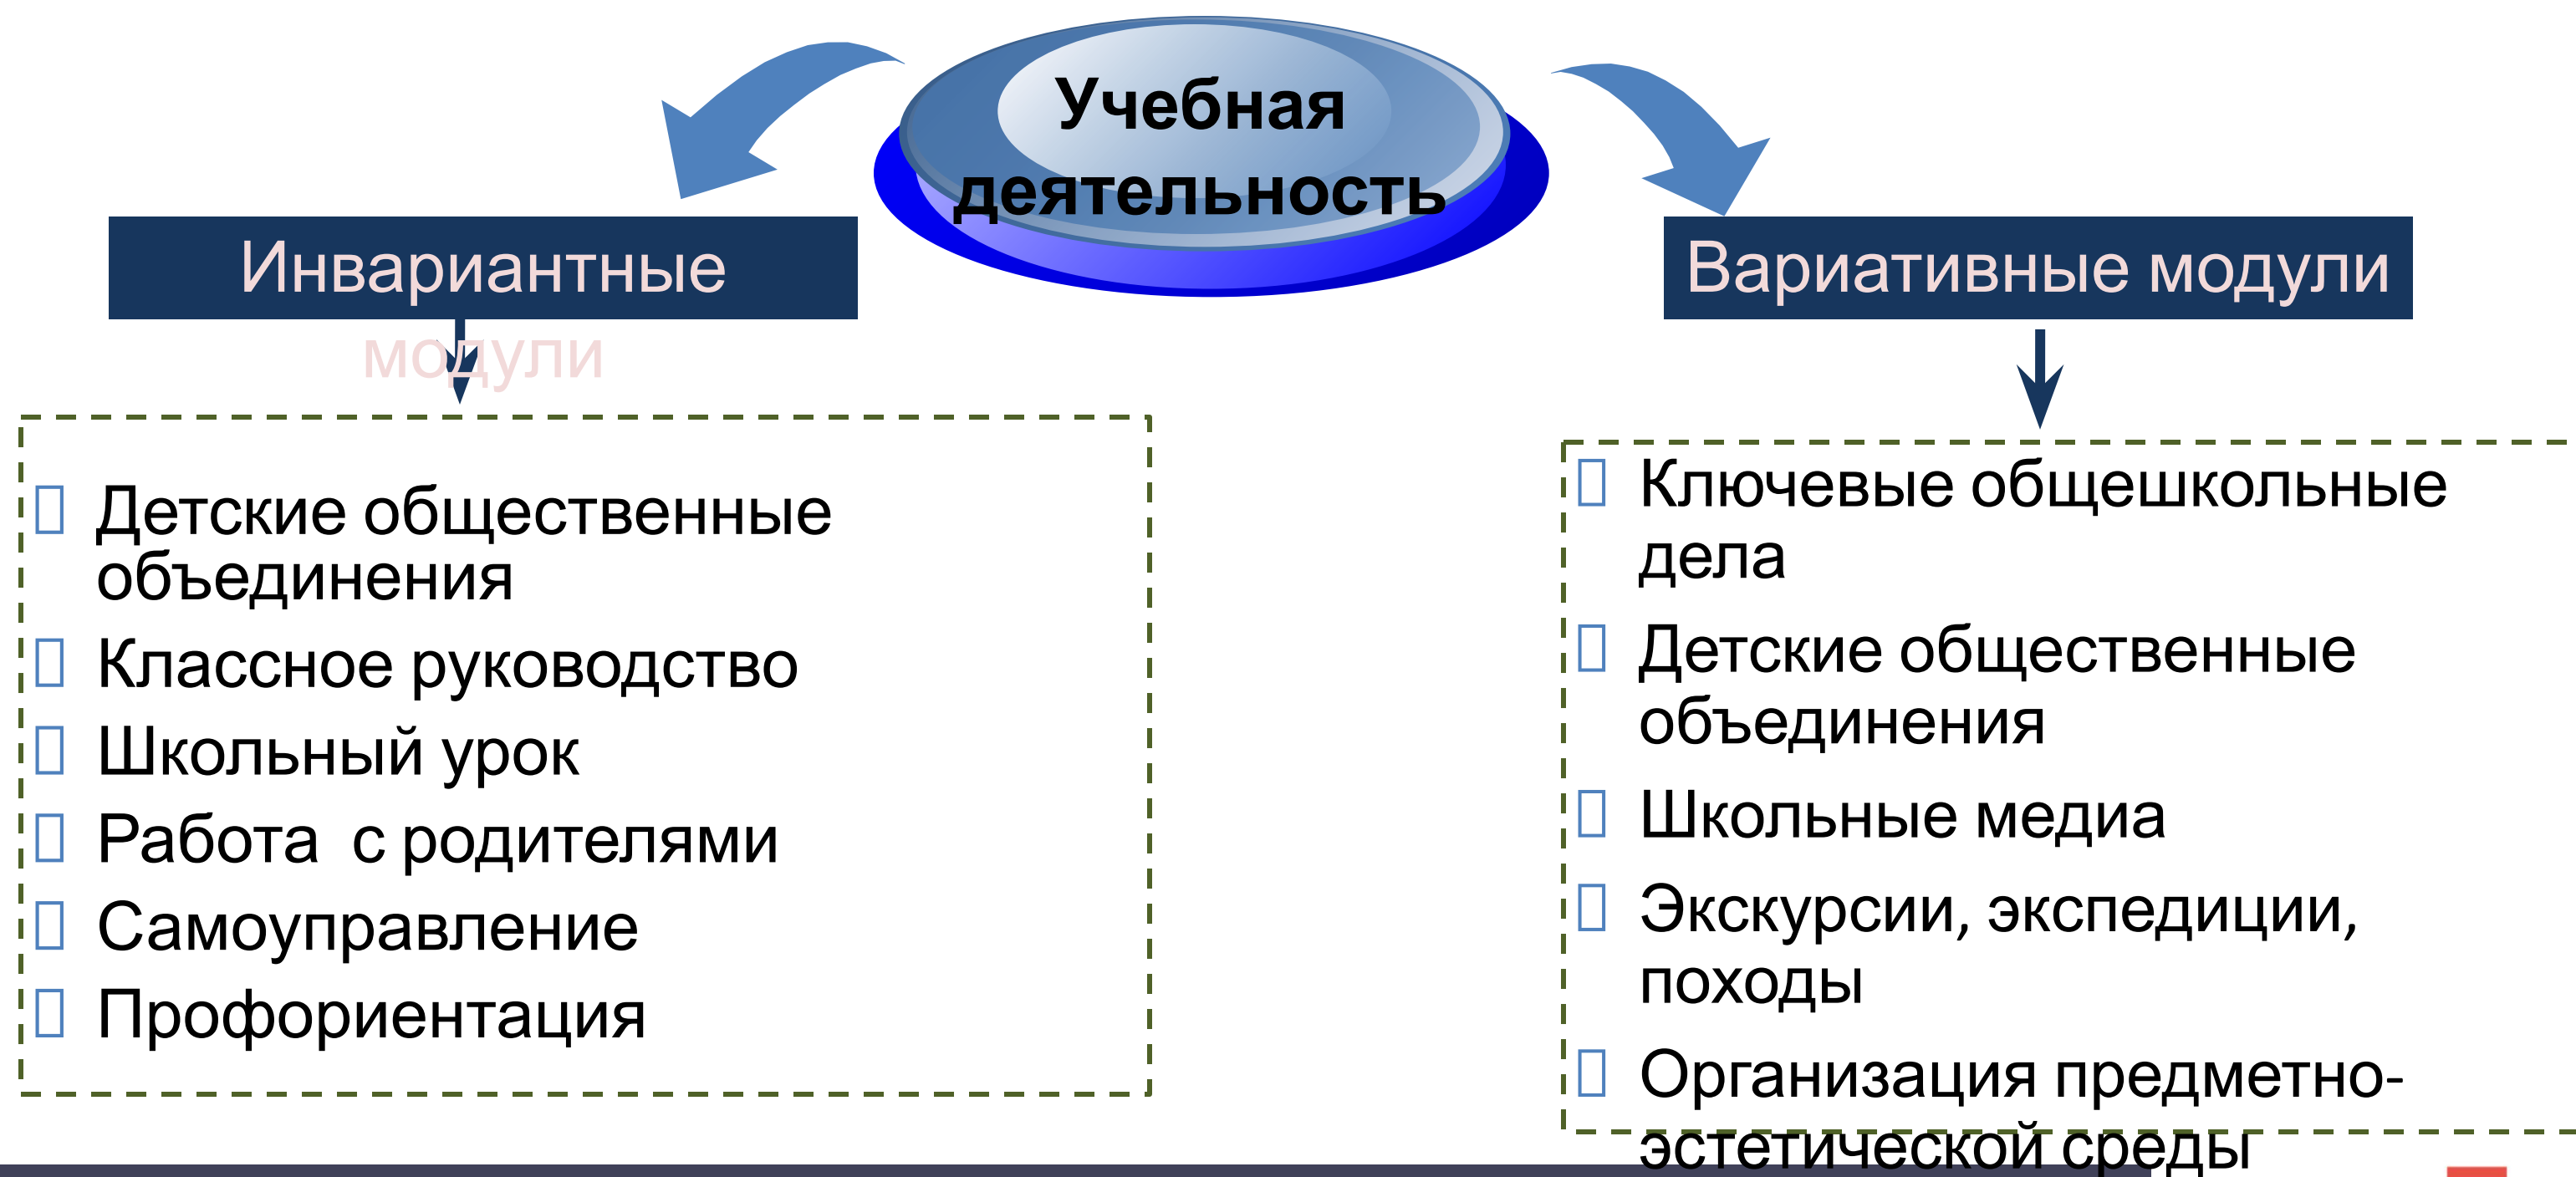 Учебная
деятельность
Инвариантные
модули
Вариативные модули
Детские общественные
объединения
Классное руководство
Школьный урок
Работа  с родителями
Самоуправление
Профориентация
Ключевые общешкольные
дела
Детские общественные
объединения
Школьные медиа
Экскурсии, экспедиции,
походы
Организация предметно-
эстетической среды